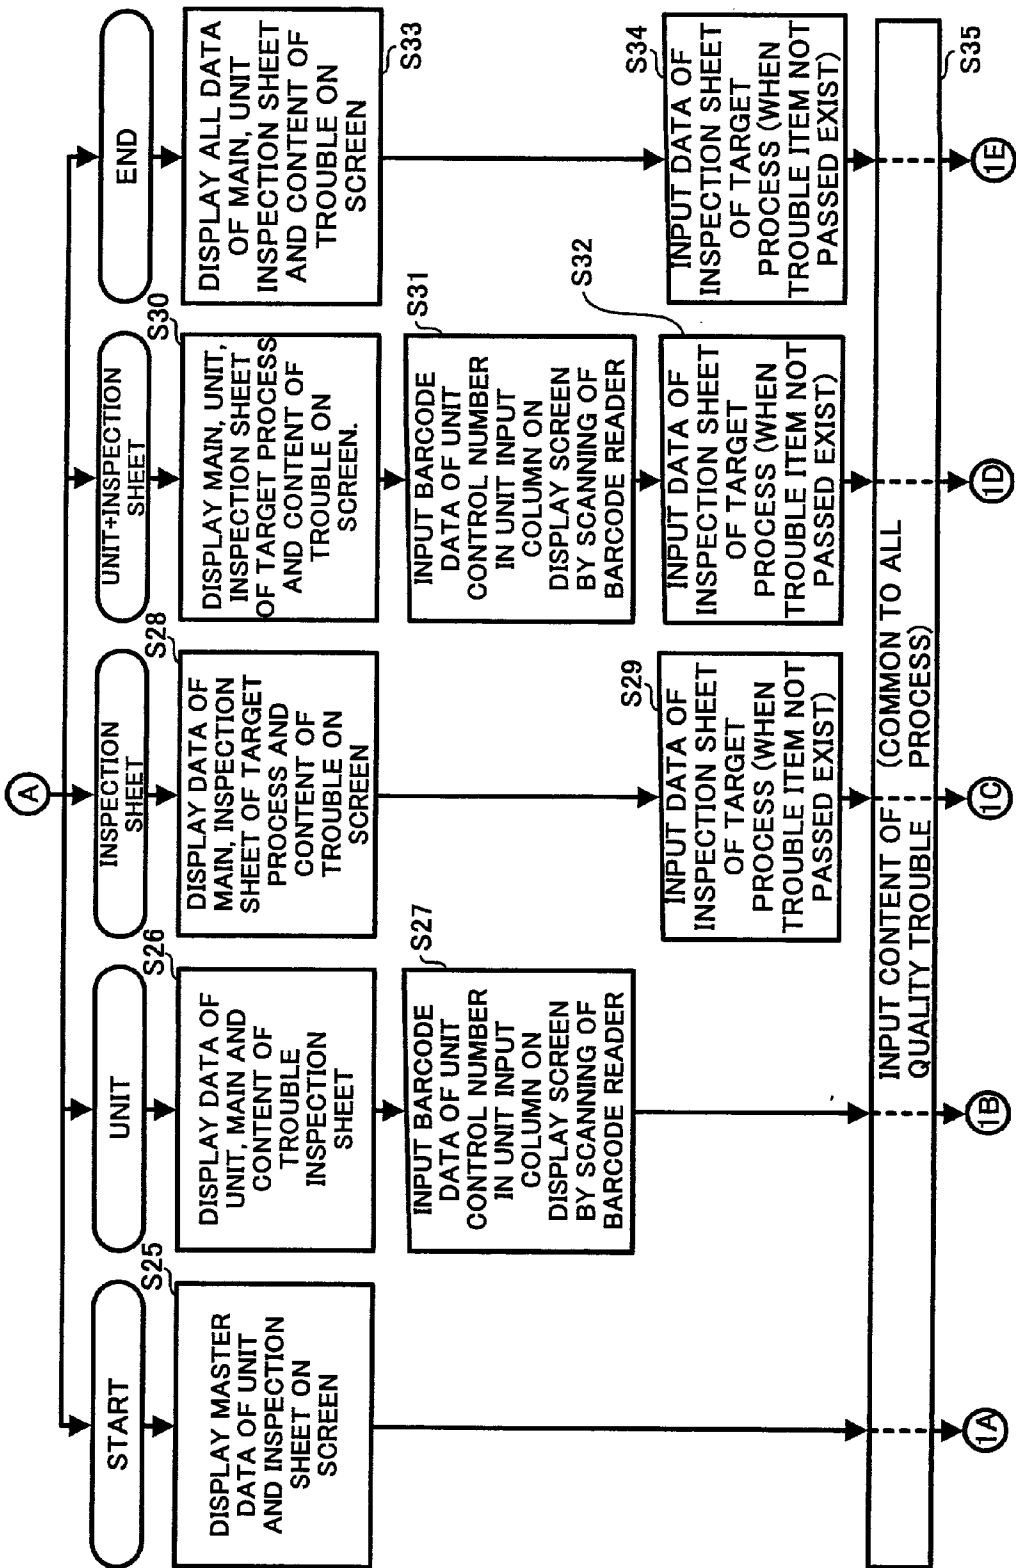 A
START
S25
DISPLAY MASTER
DATA OF UNIT
AND INSPECTION
SHEET ON
SCREEN
UNIT
S26
DISPLAY DATA OF
UNIT, MAIN AND
CONTENT OF
TROUBLE
INSPECTION
SHEET
S27
INPUT BARCODE
DATA OF UNIT
CONTROL NUMBER
IN UNIT INPUT
COLUMN ON
DISPLAY SCREEN
BY SCANNING OF
BARCODE READER
INSPECTION
SHEET
S28
DISPLAY DATA OF
MAIN, INSPECTION
SHEET OF TARGET
PROCESS AND
CONTENT OF
TROUBLE ON
SCREEN
S29
INPUT DATA OF
INSPECTION SHEET
OF TARGET
PROCESS (WHEN
TROUBLE ITEM NOT
PASSED EXIST)
UNIT+INSPECTION
SHEET
S30
DISPLAY MAIN, UNIT,
INSPECTION SHEET
OF TARGET PROCESS
AND CONTENT OF
TROUBLE ON
SCREEN.
S31
INPUT BARCODE
DATA OF UNIT
CONTROL NUMBER
IN UNIT INPUT
COLUMN ON
DISPLAY SCREEN
BY SCANNING OF
BARCODE READER
S32
INPUT DATA OF
INSPECTION SHEET
OF TARGET
PROCESS (WHEN
TROUBLE ITEM NOT
PASSED EXIST)
END
DISPLAY ALL DATA
OF MAIN, UNIT
INSPECTION SHEET
AND CONTENT OF
TROUBLE ON
SCREEN
S33
S34
INPUT DATA OF
INSPECTION SHEET
OF TARGET
PROCESS (WHEN
TROUBLE ITEM NOT
PASSED EXIST)
INPUT CONTENT OF (COMMON TO ALL
QUALITY TROUBLE PROCESS)
S35
1A
1B
1C
1D
1E